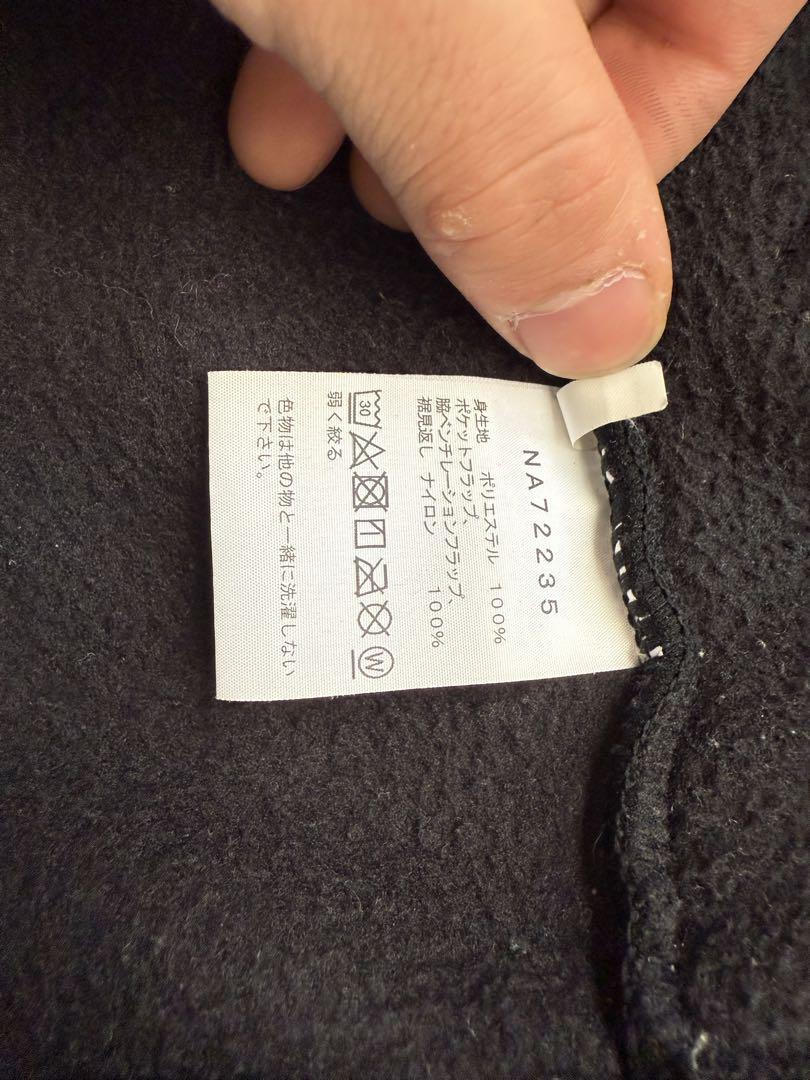 NA72235
身生地 ポリエステル 100%
ポケットフラップ、
脇ベンチレーションフラップ、
裾見返し ナイロン 100%
30 W
弱く絞る
色物は他の物と一緒に洗濯しない
で下さい。